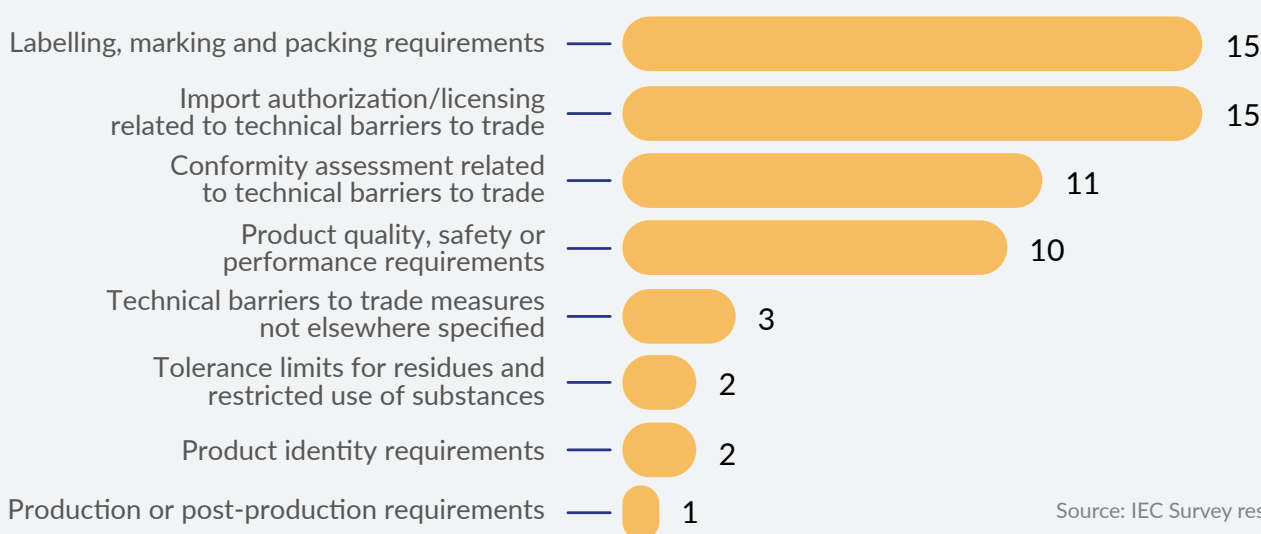 Labelling, marking and packing requirements
15
Import authorization/licensing
related to technical barriers to trade
15
Conformity assessment related
to technical barriers to trade
11
Product quality, safety or
performance requirements
10
Technical barriers to trade measures
not elsewhere specified
3
Tolerance limits for residues and
restricted use of substances
2
Product identity requirements
2
Production or post-production requirements
1
Source: IEC Survey res